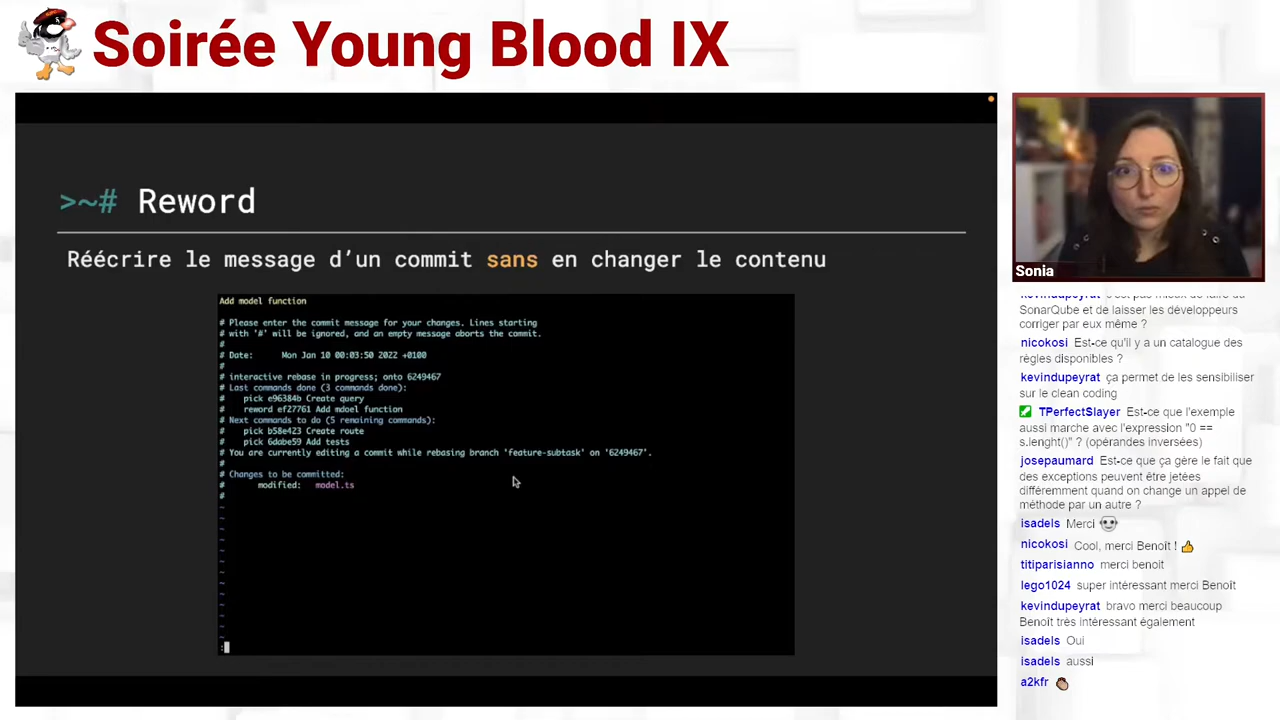 Soirée Young Blood IX
>~# Reword
Réécrire le message d’un commit sans en changer le contenu
Add model function
# Please enter the commit message for your changes. Lines starting
# with '#' will be ignored, and an empty message aborts the commit.
#
# Date:      Mon Jan 10 00:03:50 2022 +0100
#
# interactive rebase in progress; onto 6249467
# Last commands done (3 commands done):
#    pick e96384b Create query
#    reword ef27761 Add mdoel function
# Next commands to do (5 remaining commands):
#    pick b58e423 Create route
#    pick 6dabe59 Add tests
# You are currently editing a commit while rebasing branch 'feature-subtask' on '6249467'.
#
# Changes to be committed:
#       modified:   model.ts
#
~
~
~
~
~
~
~
~
~
~
~
~
~
:
Sonia
kevindupeyrat c'est pas mieux de faire du
SonarQube et de laisser les développeurs
corriger par eux même ?
nicokosi Est-ce qu'il y a un catalogue des
règles disponibles ?
kevindupeyrat ça permet de les sensibiliser
sur le clean coding
TPerfectSlayer Est-ce que l'exemple
aussi marche avec l'expression "0 ==
s.lenght()" ? (opérandes inversées)
josepaumard Est-ce que ça gère le fait que
des exceptions peuvent être jetées
différemment quand on change un appel de
méthode par un autre ?
isadels Merci
nicokosi Cool, merci Benoît !
titiparisianno merci benoit
lego1024 super intéressant merci Benoît
kevindupeyrat bravo merci beaucoup
Benoît très intéressant également
isadels Oui
isadels aussi
a2kfr